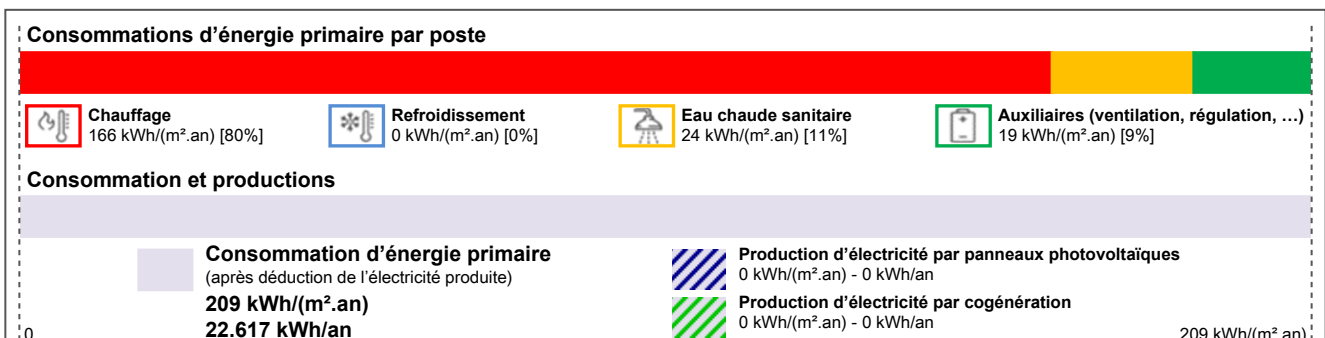 Consommations d’énergie primaire par poste
Chauffage
166 kWh/(m².an) [80%]
Refroidissement
0 kWh/(m².an) [0%]
Eau chaude sanitaire
24 kWh/(m².an) [11%]
Auxiliaires (ventilation, régulation, …)
19 kWh/(m².an) [9%]
Consommation et productions
Consommation d’énergie primaire
(après déduction de l’électricité produite)
209 kWh/(m².an)
22.617 kWh/an
Production d’électricité par panneaux photovoltaïques
0 kWh/(m².an) - 0 kWh/an
Production d’électricité par cogénération
0 kWh/(m².an) - 0 kWh/an
0
209 kWh/(m².an)